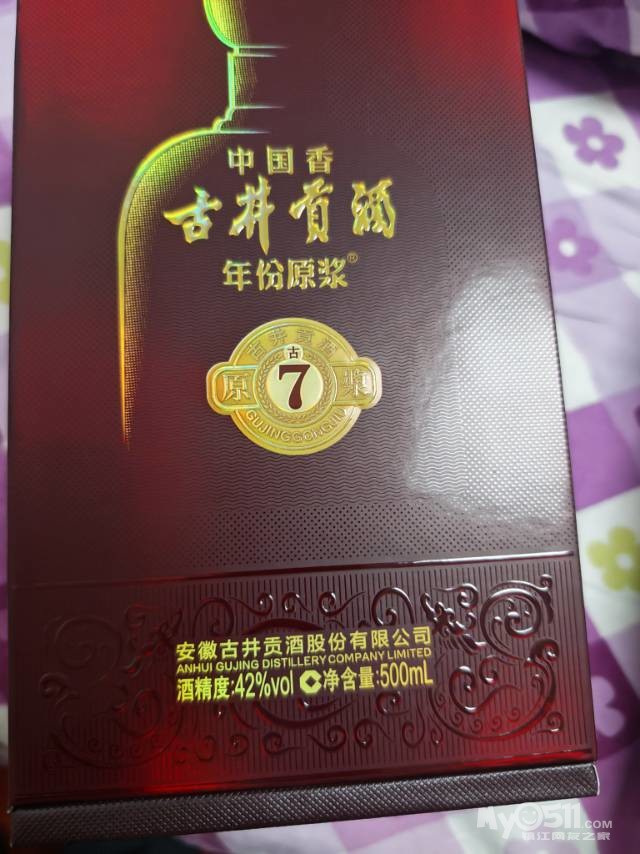 中国香
古井贡酒
年份原浆®
古井贡酒
古
原 7 浆
GUJINGGONGJIU
安徽古井贡酒股份有限公司
ANHUI GUJING DISTILLERY COMPANY LIMITED
酒精度:42%vol 净含量:500mL
My0511.COM
镇江网友之家